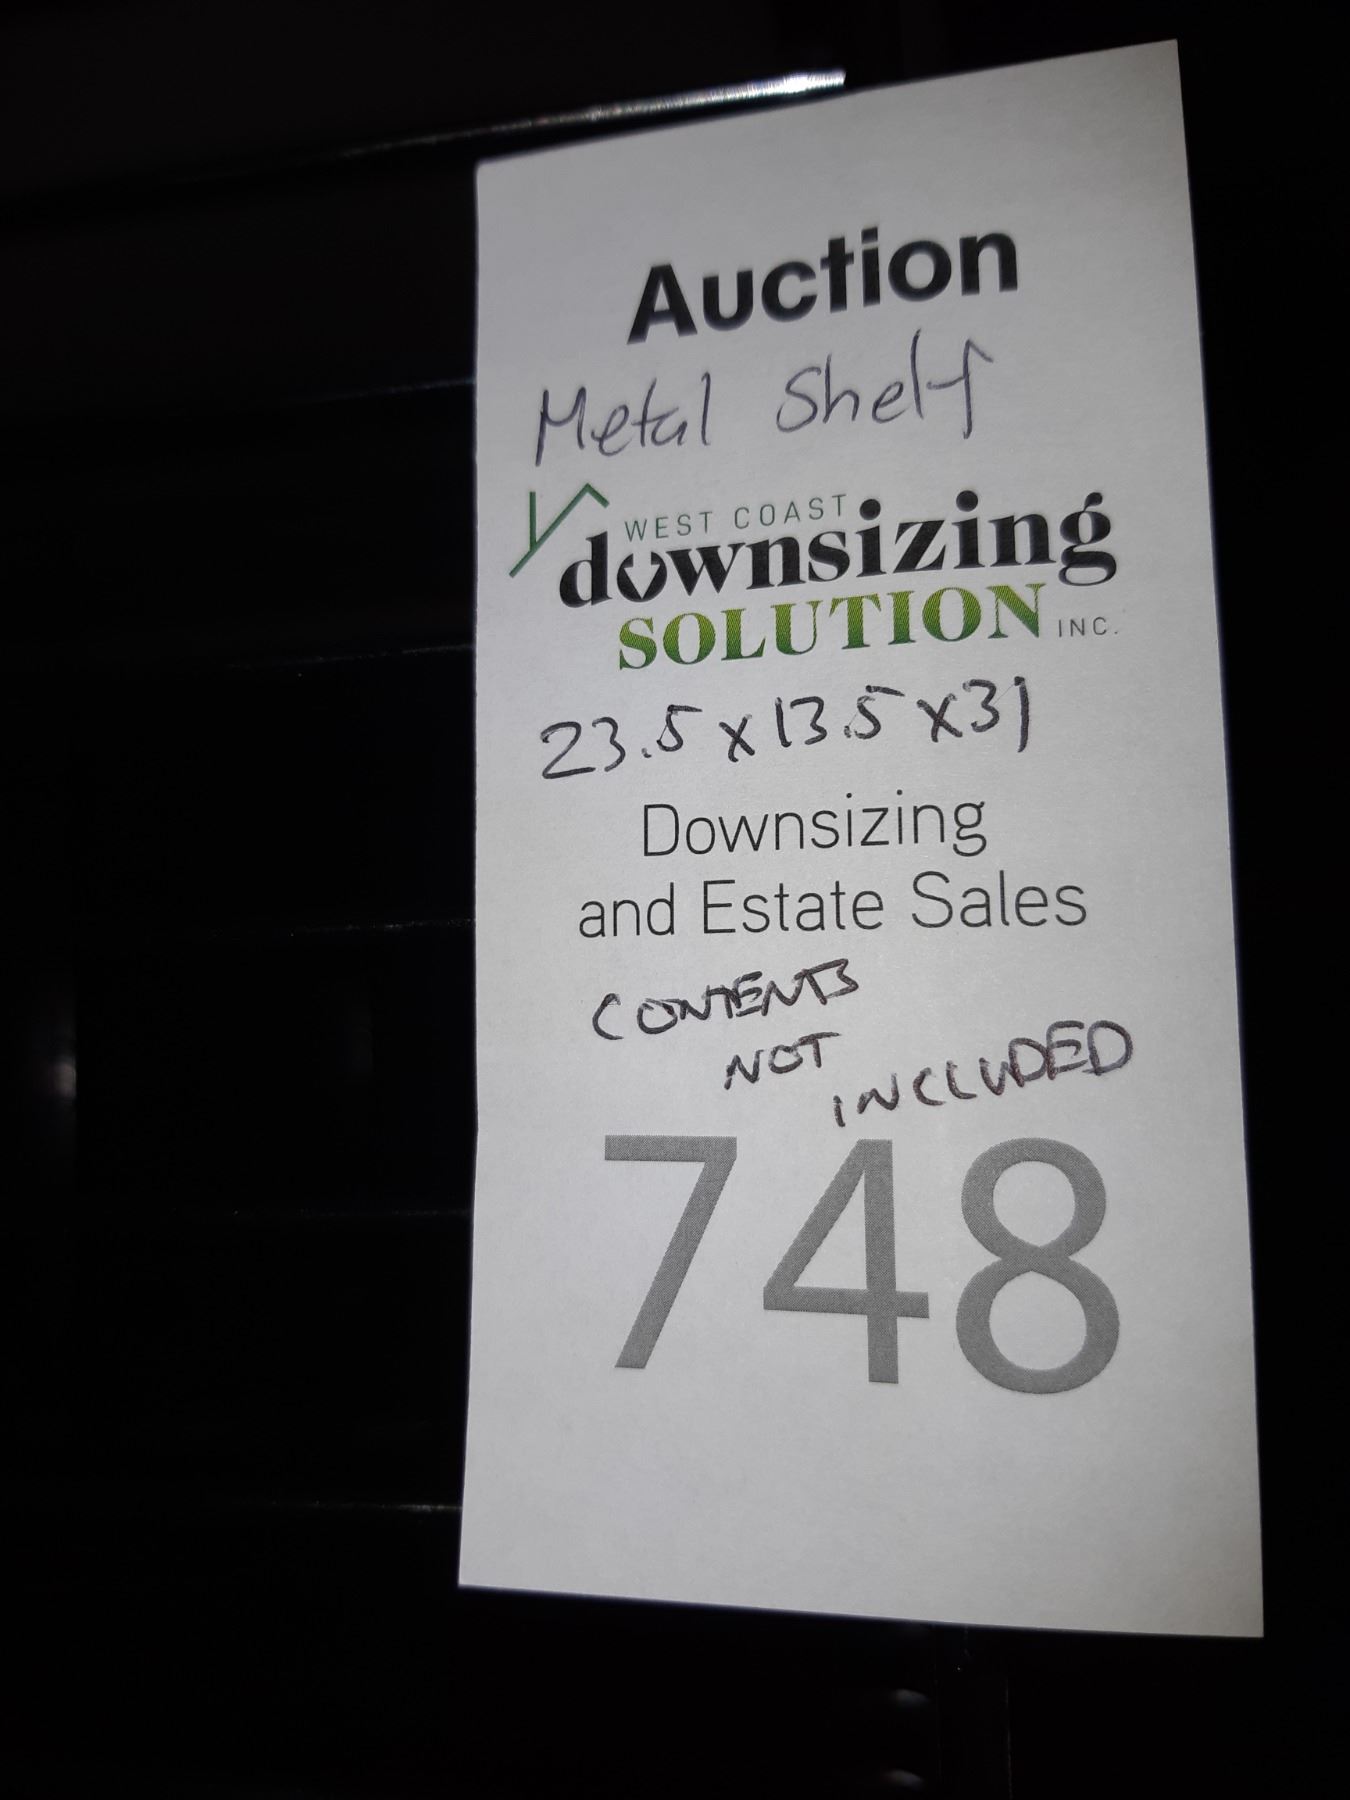 Auction
Metal Shelf
WEST COAST
downsizing
SOLUTION INC.
23.5 x 13.5 x 31
Downsizing
and Estate Sales
CONTENTS
NOT
INCLUDED
748